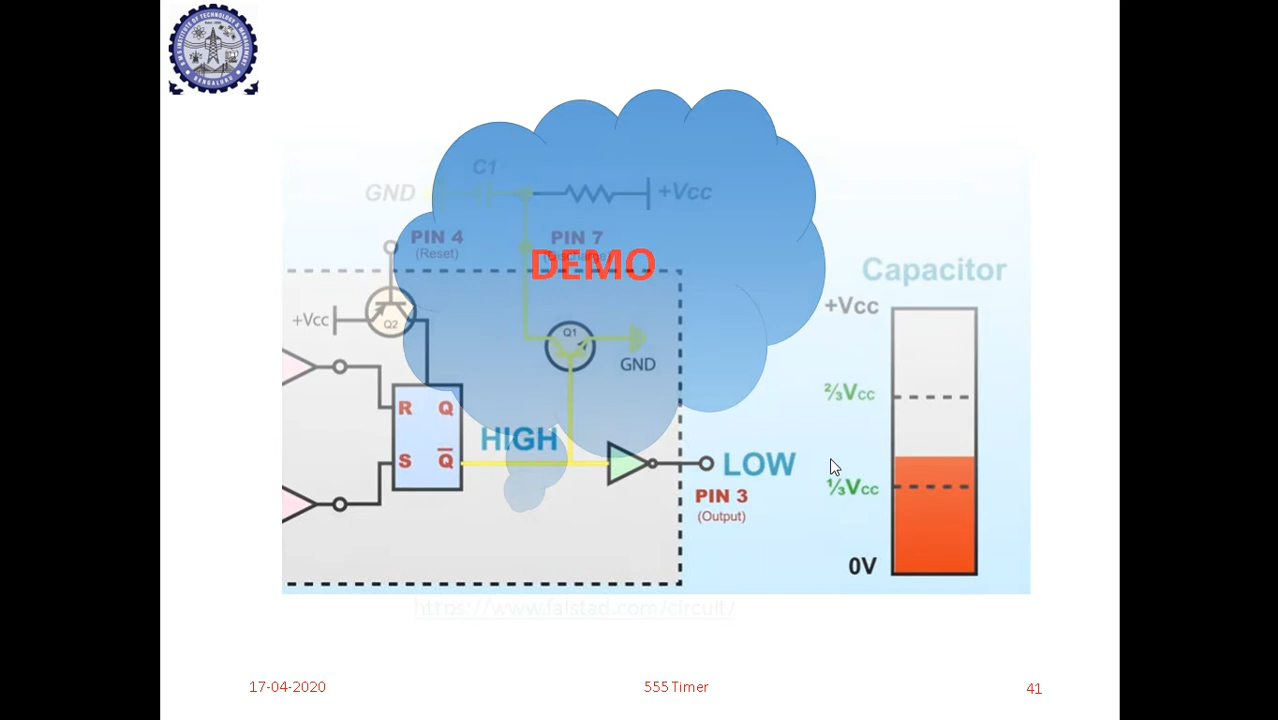 C1
GND
+Vcc
PIN 4
(Reset)
PIN 7
DEMO
Capacitor
+Vcc
+Vcc
Q2
Q1
GND
⅔Vcc
R Q
HIGH
S Q̅
LOW
⅓Vcc
PIN 3
(Output)
0V
https://www.falstad.com/circuit/
17-04-2020
555 Timer
41